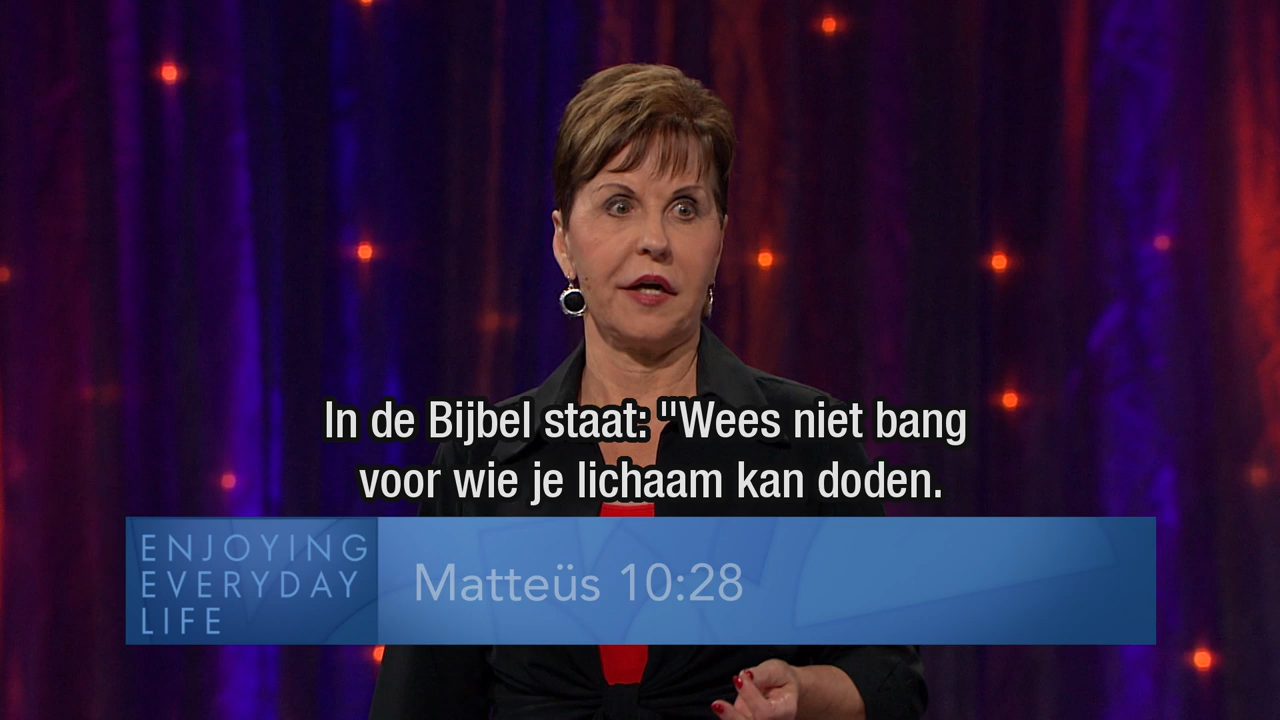 In de Bijbel staat: "Wees niet bang
voor wie je lichaam kan doden.
ENJOYING
EVERYDAY
LIFE
Matteüs 10:28